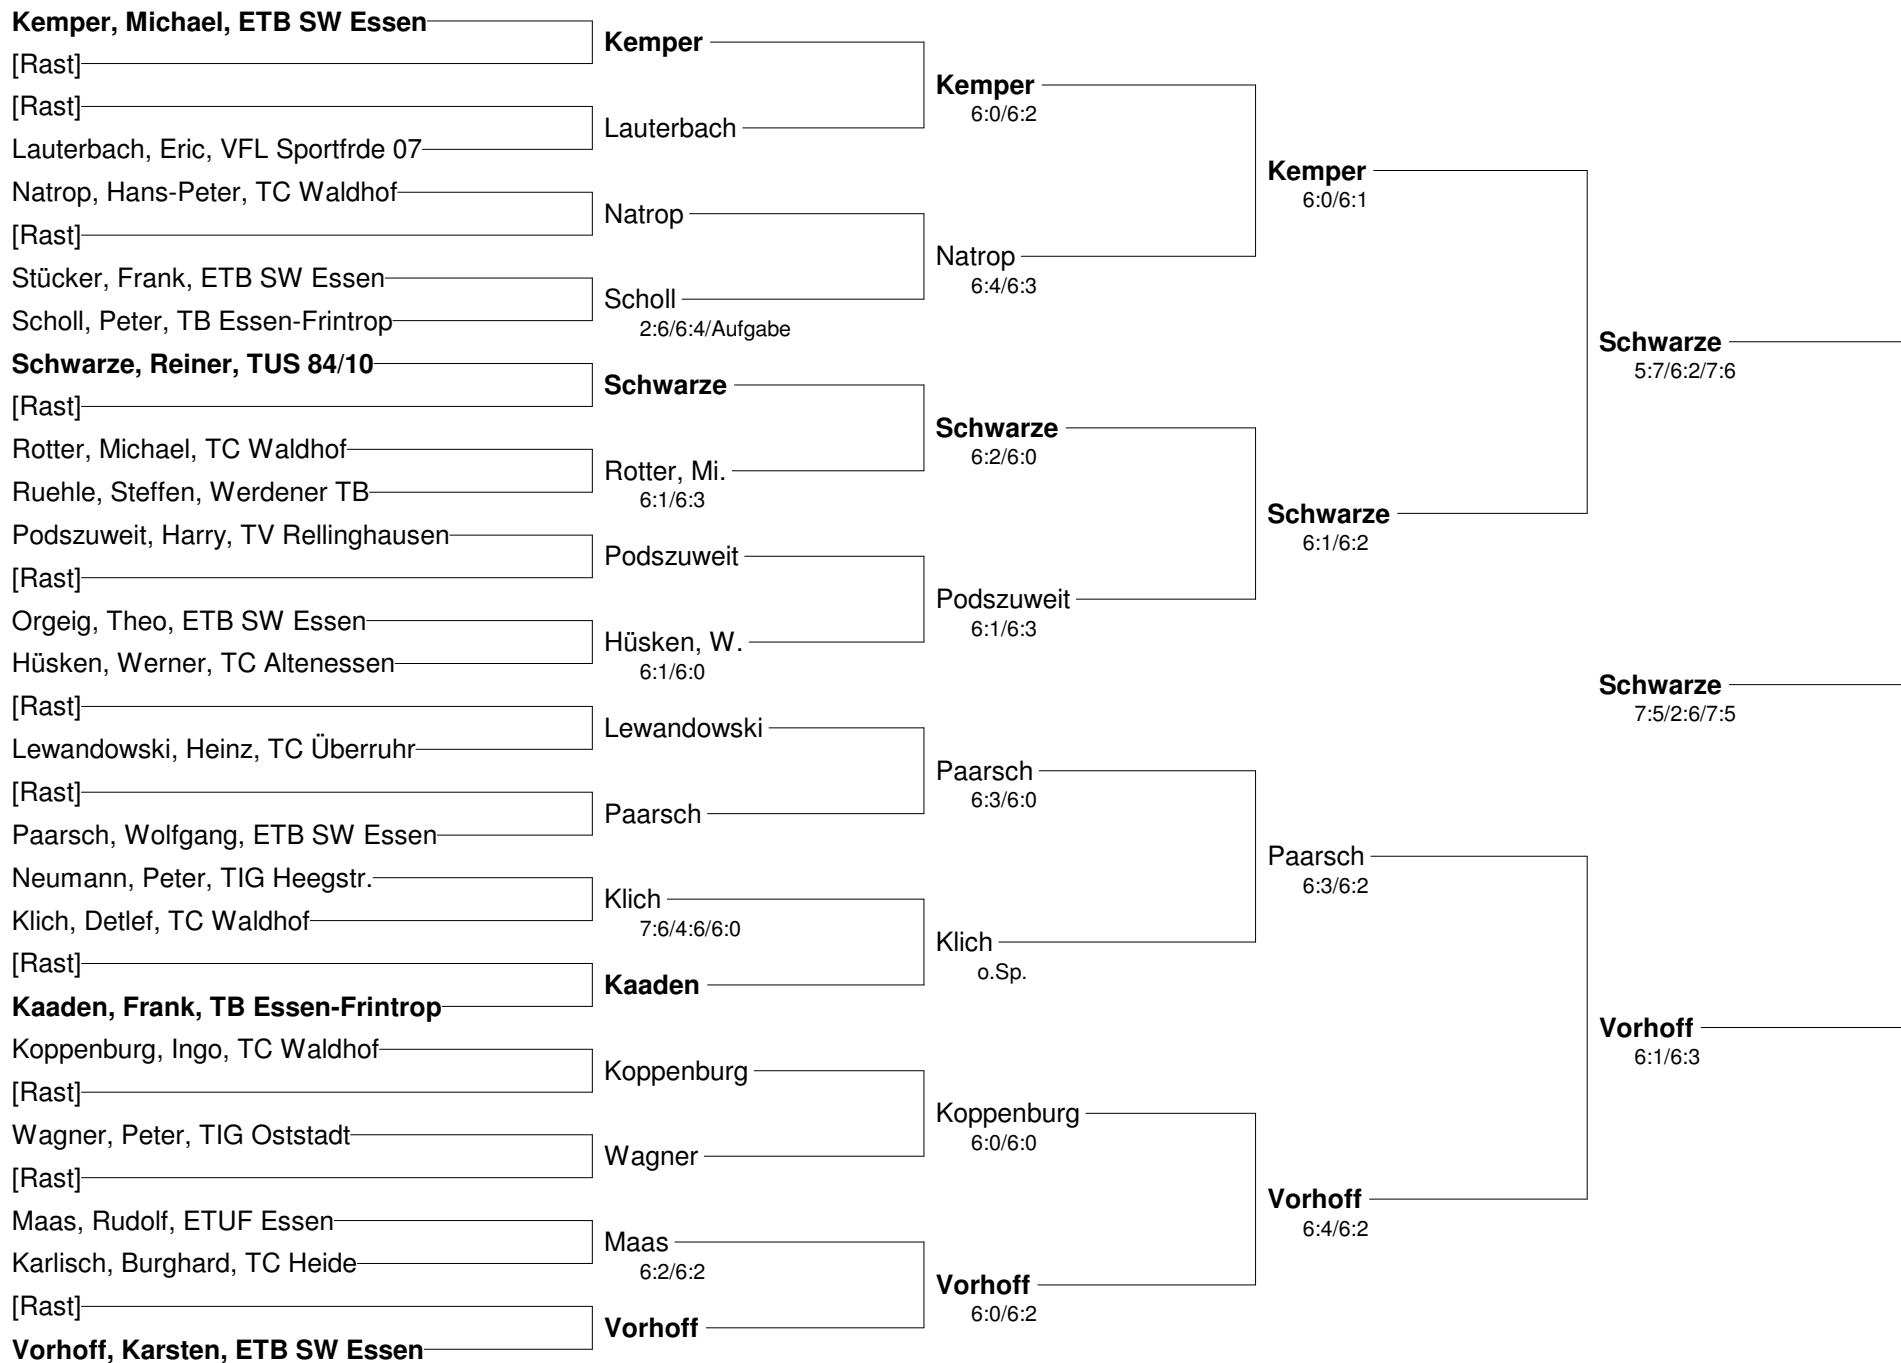 Kemper, Michael, ETB SW Essen
[Rast]
[Rast]
Lauterbach, Eric, VFL Sportfrde 07
Natrop, Hans-Peter, TC Waldhof
[Rast]
Stücker, Frank, ETB SW Essen
Scholl, Peter, TB Essen-Frintrop
Schwarze, Reiner, TUS 84/10
[Rast]
Rotter, Michael, TC Waldhof
Ruehle, Steffen, Werdener TB
Podszuweit, Harry, TV Rellinghausen
[Rast]
Orgeig, Theo, ETB SW Essen
Hüsken, Werner, TC Altenessen
[Rast]
Lewandowski, Heinz, TC Überruhr
[Rast]
Paarsch, Wolfgang, ETB SW Essen
Neumann, Peter, TIG Heegstr.
Klich, Detlef, TC Waldhof
[Rast]
Kaaden, Frank, TB Essen-Frintrop
Koppenburg, Ingo, TC Waldhof
[Rast]
Wagner, Peter, TIG Oststadt
[Rast]
Maas, Rudolf, ETUF Essen
Karlisch, Burghard, TC Heide
[Rast]
Vorhoff, Karsten, ETB SW Essen
Kemper
Lauterbach
Natrop
Scholl
2:6/6:4/Aufgabe
Schwarze
Rotter, Mi.
6:1/6:3
Podszuweit
Hüsken, W.
6:1/6:0
Lewandowski
Paarsch
Klich
7:6/4:6/6:0
Kaaden
Koppenburg
Wagner
Maas
6:2/6:2
Vorhoff
Kemper
6:0/6:2
Natrop
6:4/6:3
Schwarze
6:2/6:0
Podszuweit
6:1/6:3
Paarsch
6:3/6:0
Klich
o.Sp.
Koppenburg
6:0/6:0
Vorhoff
6:0/6:2
Kemper
6:0/6:1
Schwarze
6:1/6:2
Paarsch
6:3/6:2
Vorhoff
6:4/6:2
Schwarze
5:7/6:2/7:6
Schwarze
7:5/2:6/7:5
Vorhoff
6:1/6:3